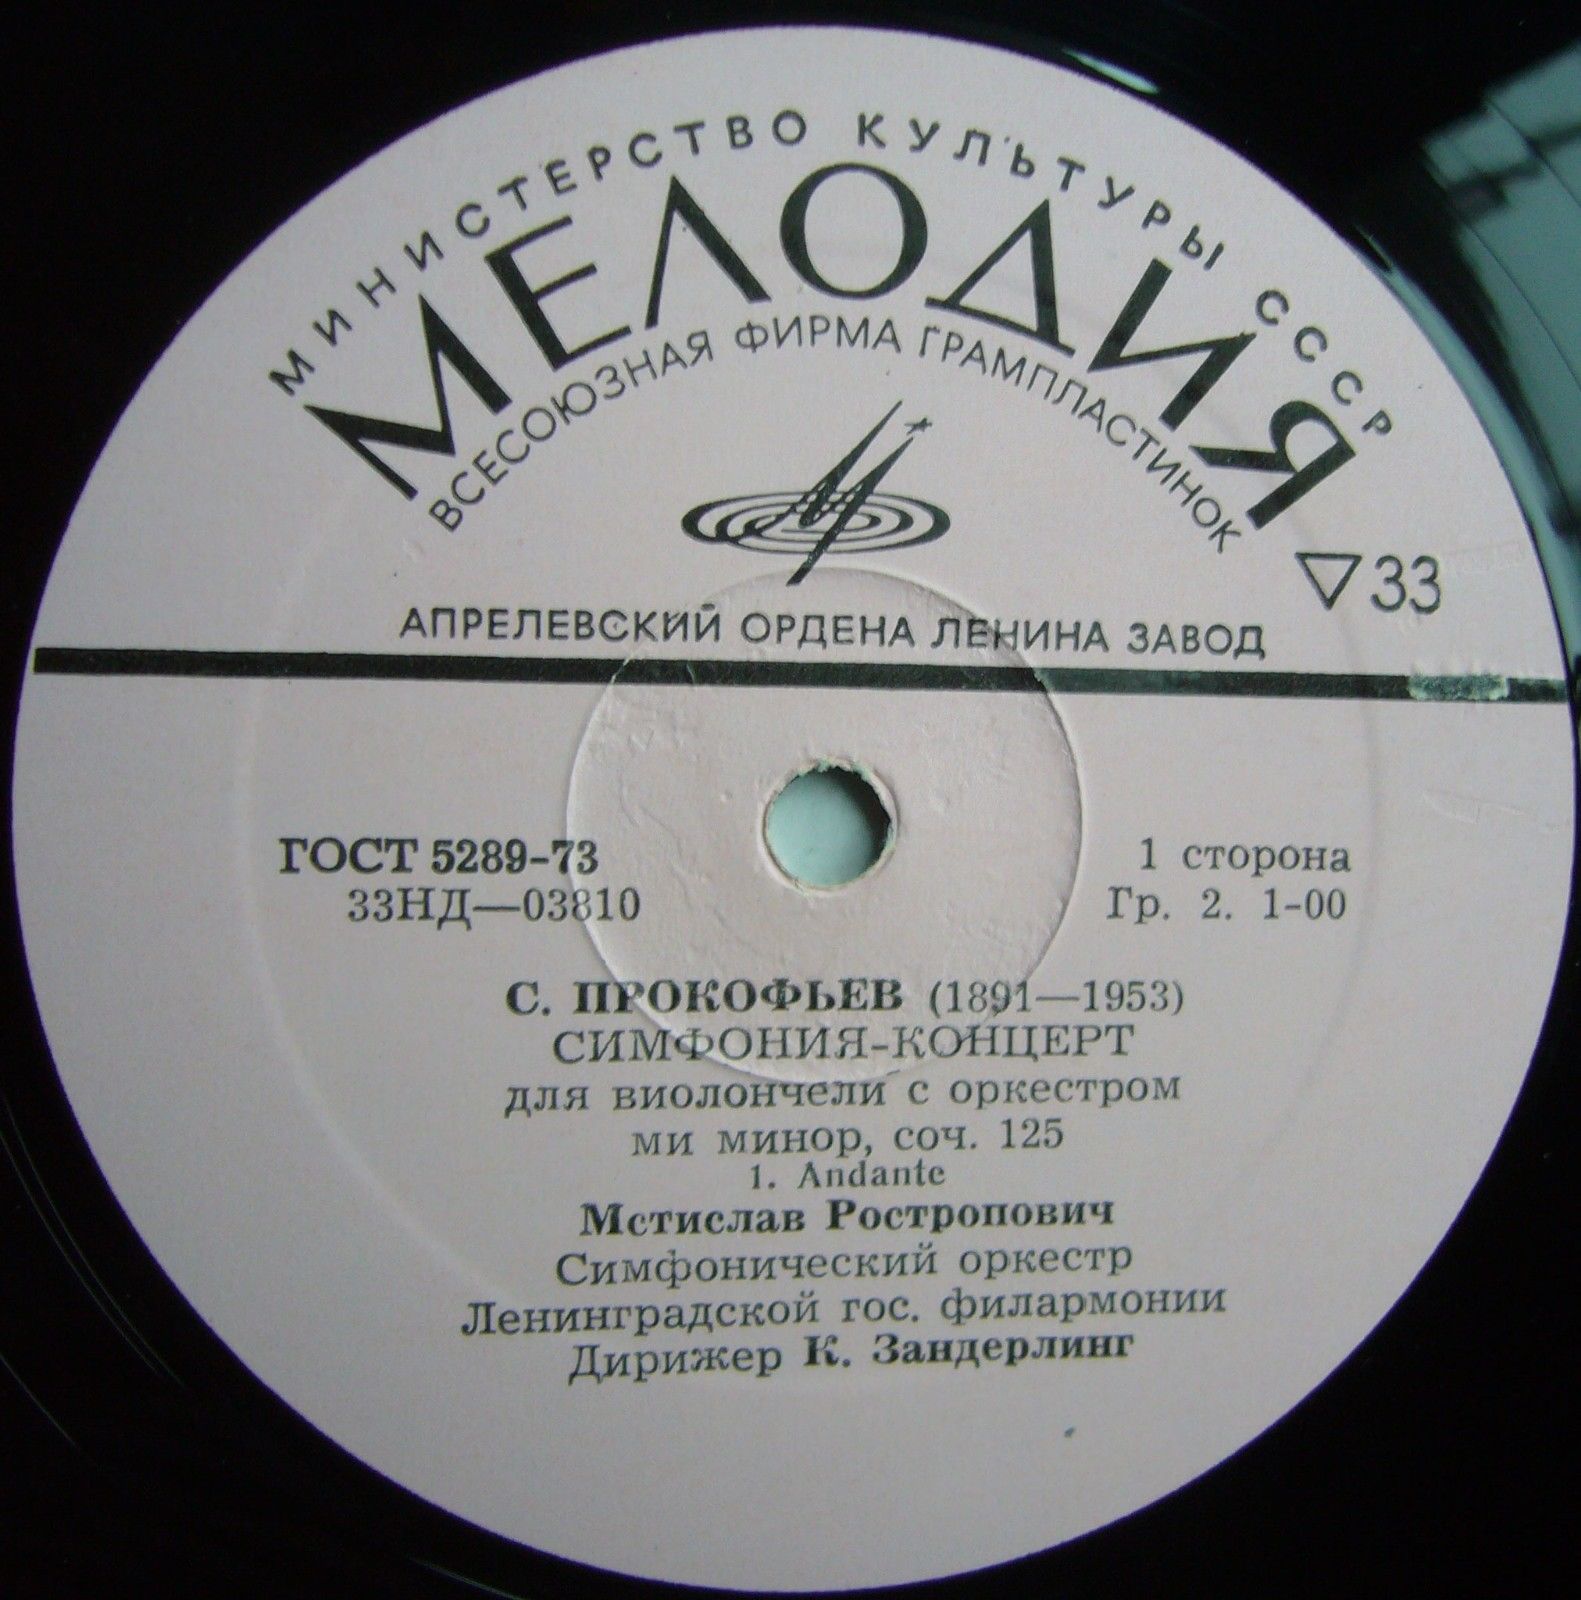 МИНИСТЕРСТВО КУЛЬТУРЫ СССР
МЕЛОДИЯ
ВСЕСОЮЗНАЯ ФИРМА ГРАМПЛАСТИНОК
▽33
АПРЕЛЕВСКИЙ ОРДЕНА ЛЕНИНА ЗАВОД
ГОСТ 5289-73
1 сторона
33НД—03810
Гр. 2. 1-00
С. ПРОКОФЬЕВ (1891—1953)
СИМФОНИЯ-КОНЦЕРТ
для виолончели с оркестром
ми минор, соч. 125
1. Andante
Мстислав Ростропович
Симфонический оркестр
Ленинградской гос. филармонии
Дирижер К. Зандерлинг